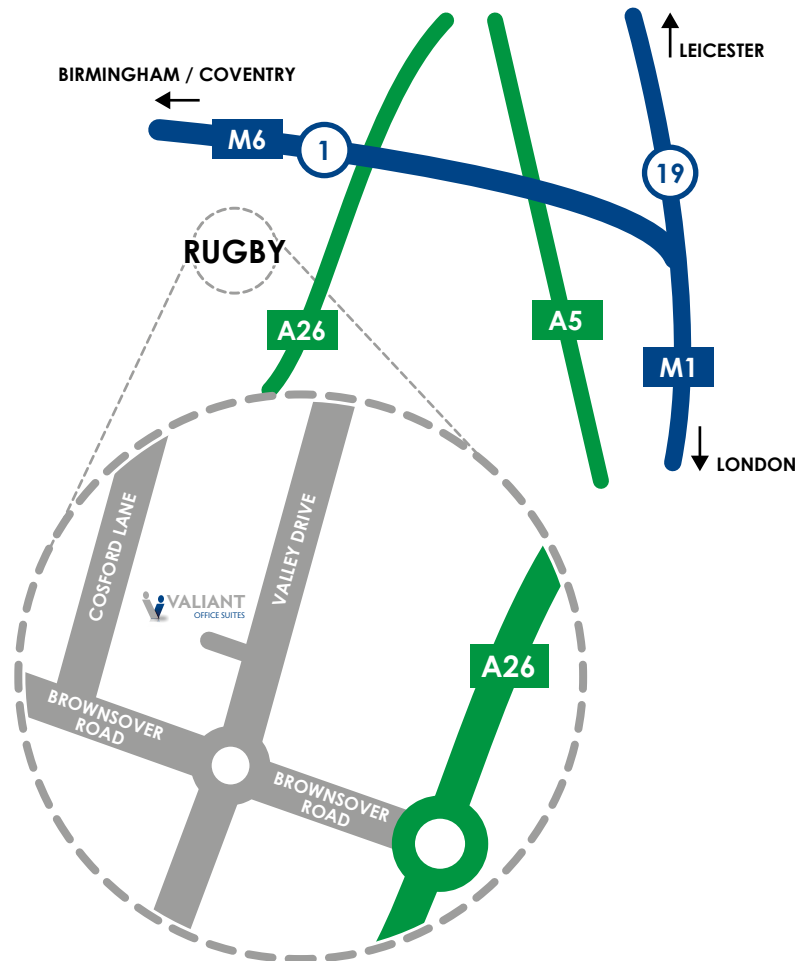 LEICESTER
BIRMINGHAM / COVENTRY
M6
1
19
RUGBY
A26
A5
M1
LONDON
COSFORD LANE
VALLEY DRIVE
VALIANT
OFFICE SUITES
A26
BROWNSOVER
ROAD
BROWNSOVER
ROAD